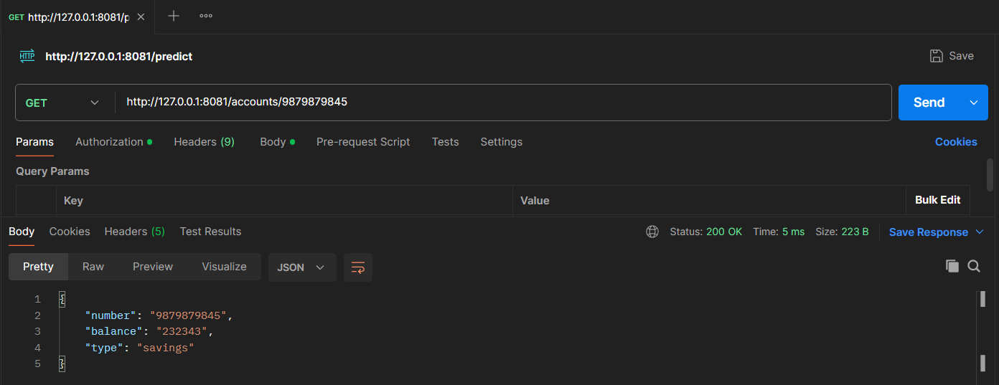 GET http://127.0.0.1:8081/p
HTTP http://127.0.0.1:8081/predict Save
GET http://127.0.0.1:8081/accounts/9879879845 Send
Params Authorization Headers (9) Body Pre-request Script Tests Settings Cookies
Query Params
Key Value Bulk Edit
Body Cookies Headers (5) Test Results Status: 200 OK Time: 5 ms Size: 223 B Save Response
Pretty Raw Preview Visualize JSON
1 {
2 "number": "9879879845",
3 "balance": "232343",
4 "type": "savings"
5 }